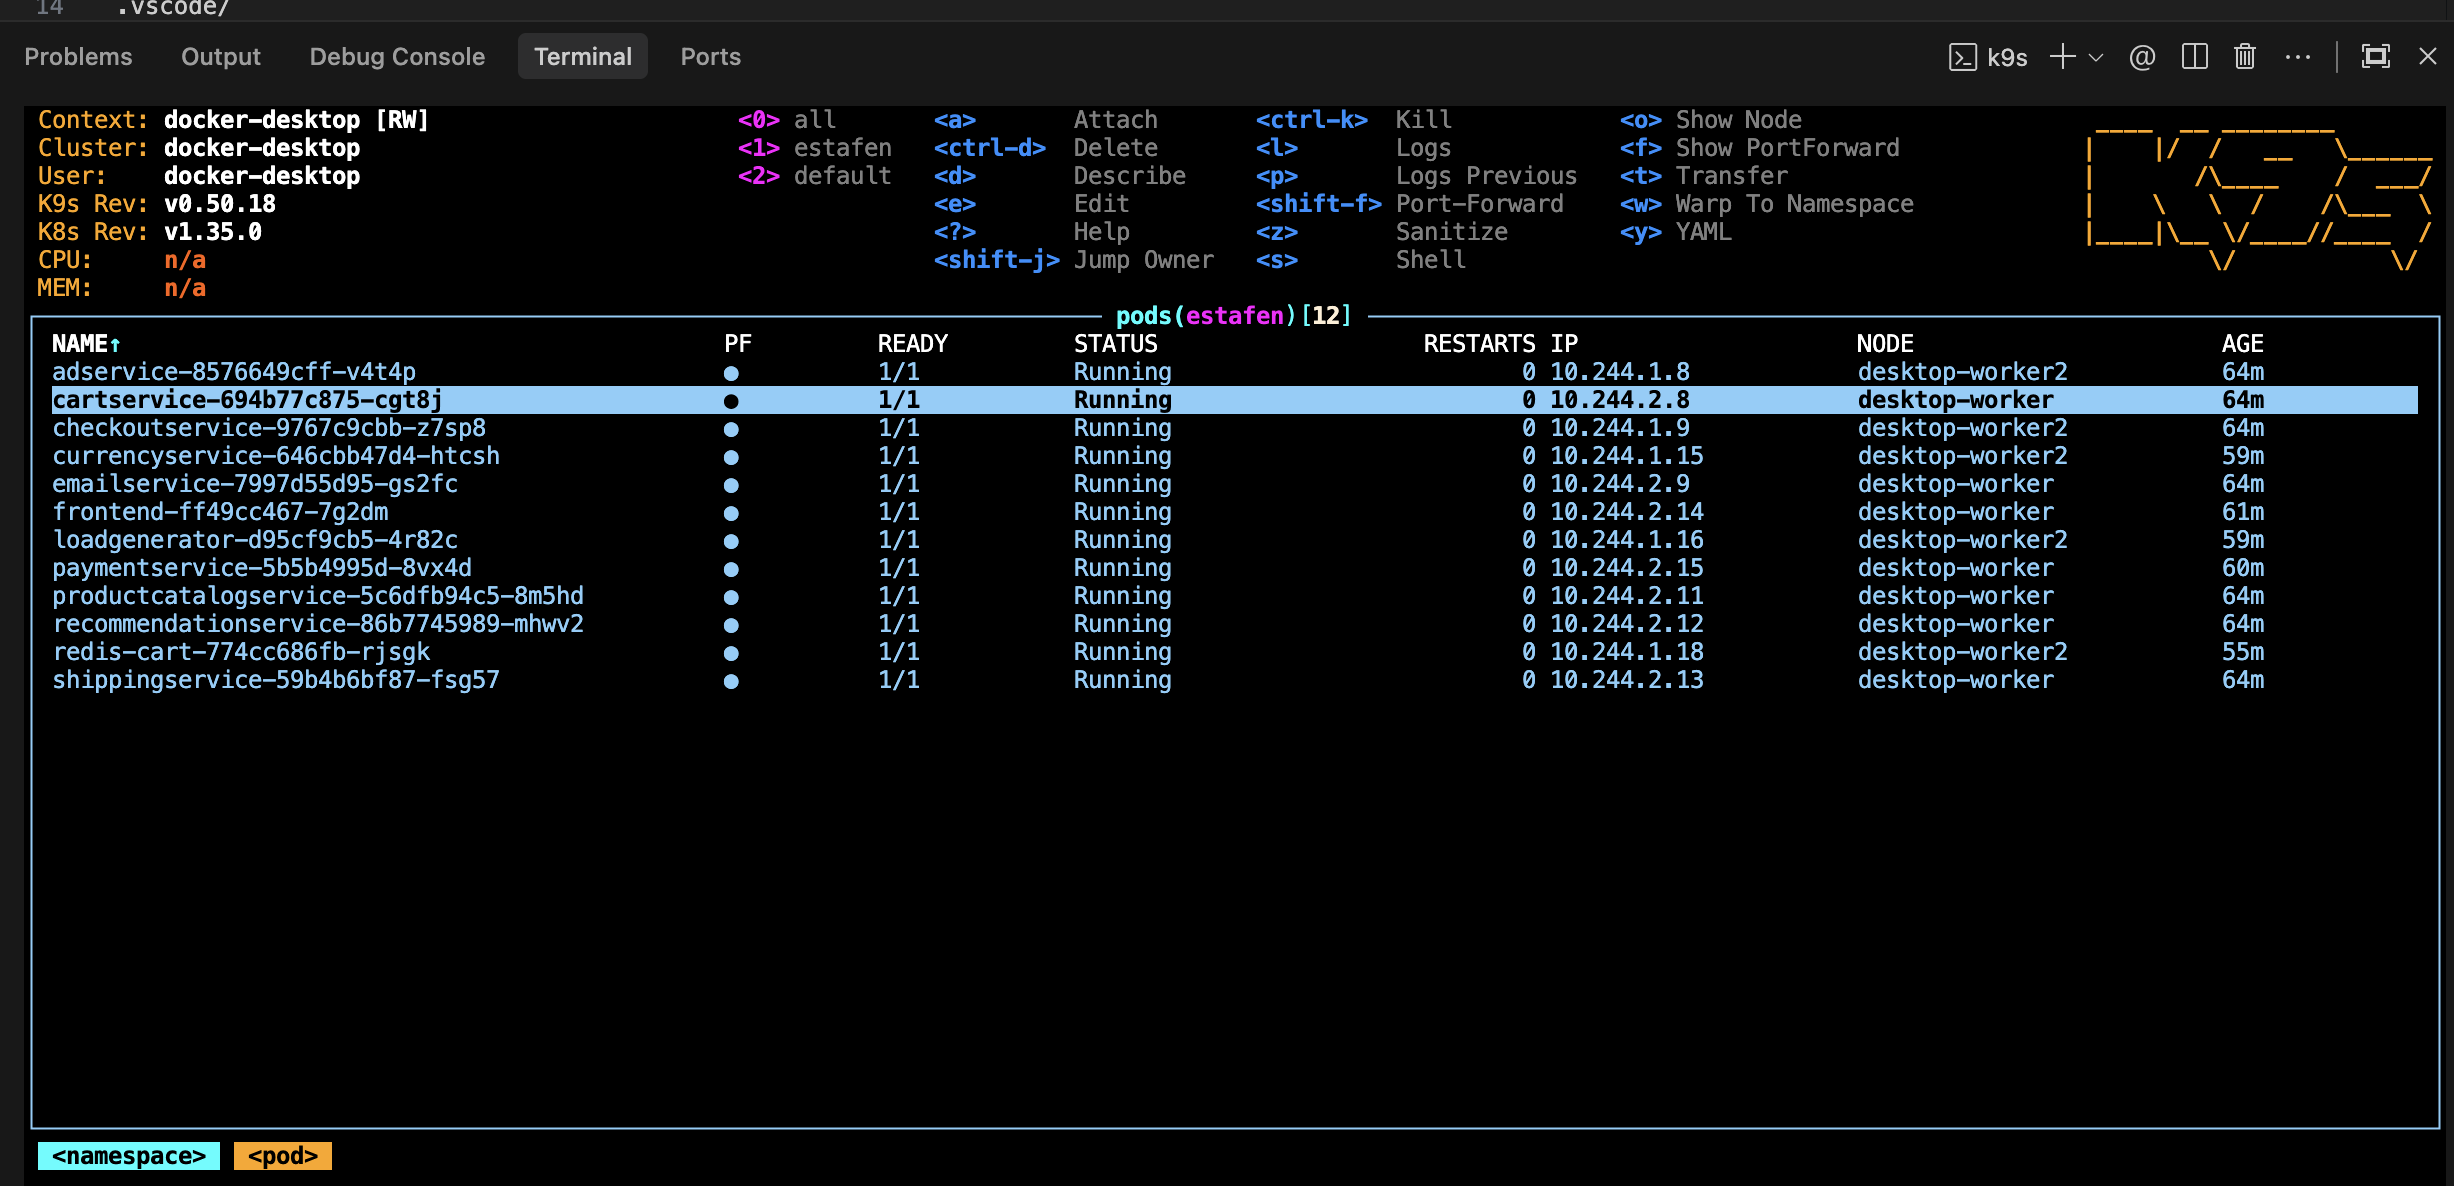 14 .vscode/
Problems Output Debug Console Terminal Ports k9s
Context: docker-desktop [RW] <0> all <a> Attach <ctrl-k> Kill <o> Show Node
Cluster: docker-desktop <1> estafen <ctrl-d> Delete <l> Logs <f> Show PortForward
User: docker-desktop <2> default <d> Describe <p> Logs Previous <t> Transfer
K9s Rev: v0.50.18 <e> Edit <shift-f> Port-Forward <w> Warp To Namespace
K8s Rev: v1.35.0 <?> Help <z> Sanitize <y> YAML
CPU: n/a <shift-j> Jump Owner <s> Shell
MEM: n/a
pods(estafen)[12]
NAME↑ PF READY STATUS RESTARTS IP NODE AGE
adservice-8576649cff-v4t4p ● 1/1 Running 0 10.244.1.8 desktop-worker2 64m
cartservice-694b77c875-cgt8j ● 1/1 Running 0 10.244.2.8 desktop-worker 64m
checkoutservice-9767c9cbb-z7sp8 ● 1/1 Running 0 10.244.1.9 desktop-worker2 64m
currencyservice-646cbb47d4-htcsh ● 1/1 Running 0 10.244.1.15 desktop-worker2 59m
emailservice-7997d55d95-gs2fc ● 1/1 Running 0 10.244.2.9 desktop-worker 64m
frontend-ff49cc467-7g2dm ● 1/1 Running 0 10.244.2.14 desktop-worker 61m
loadgenerator-d95cf9cb5-4r82c ● 1/1 Running 0 10.244.1.16 desktop-worker2 59m
paymentservice-5b5b4995d-8vx4d ● 1/1 Running 0 10.244.2.15 desktop-worker 60m
productcatalogservice-5c6dfb94c5-8m5hd ● 1/1 Running 0 10.244.2.11 desktop-worker 64m
recommendationservice-86b7745989-mhwv2 ● 1/1 Running 0 10.244.2.12 desktop-worker 64m
redis-cart-774cc686fb-rjsgk ● 1/1 Running 0 10.244.1.18 desktop-worker2 55m
shippingservice-59b4b6bf87-fsg57 ● 1/1 Running 0 10.244.2.13 desktop-worker 64m
<namespace> <pod>